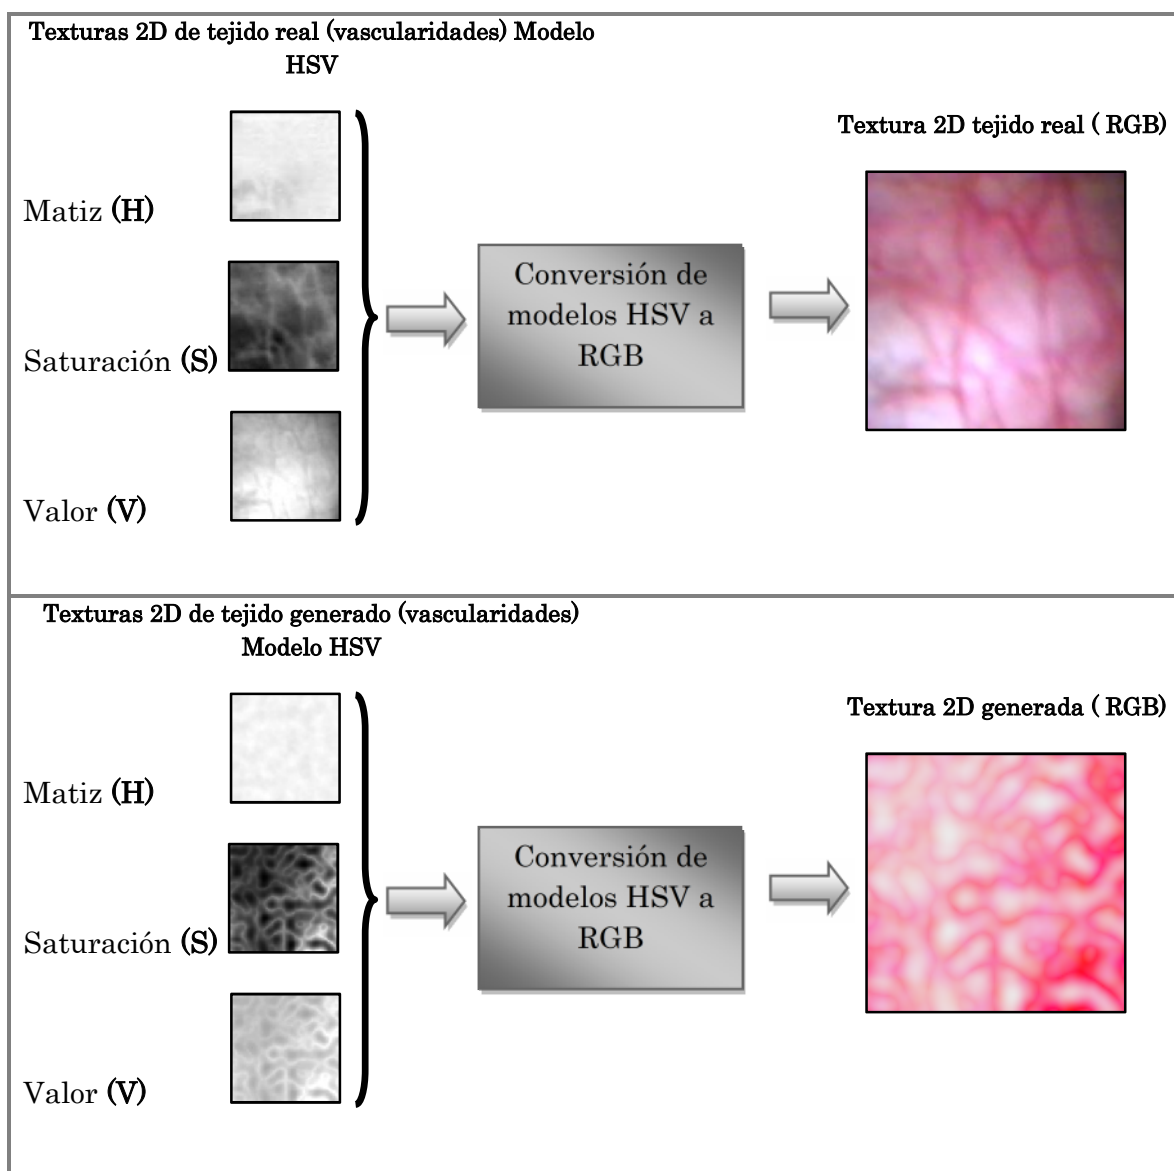 Texturas 2D de tejido real (vascularidades) Modelo
HSV
Textura 2D tejido real ( RGB)
Matiz (H)
Conversión de
modelos HSV a
RGB
Saturación (S)
Valor (V)
Texturas 2D de tejido generado (vascularidades)
Modelo HSV
Textura 2D generada ( RGB)
Matiz (H)
Conversión de
modelos HSV a
RGB
Saturación (S)
Valor (V)